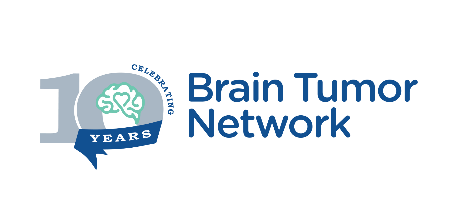 10
CELEBRATING
YEARS
Brain Tumor
Network